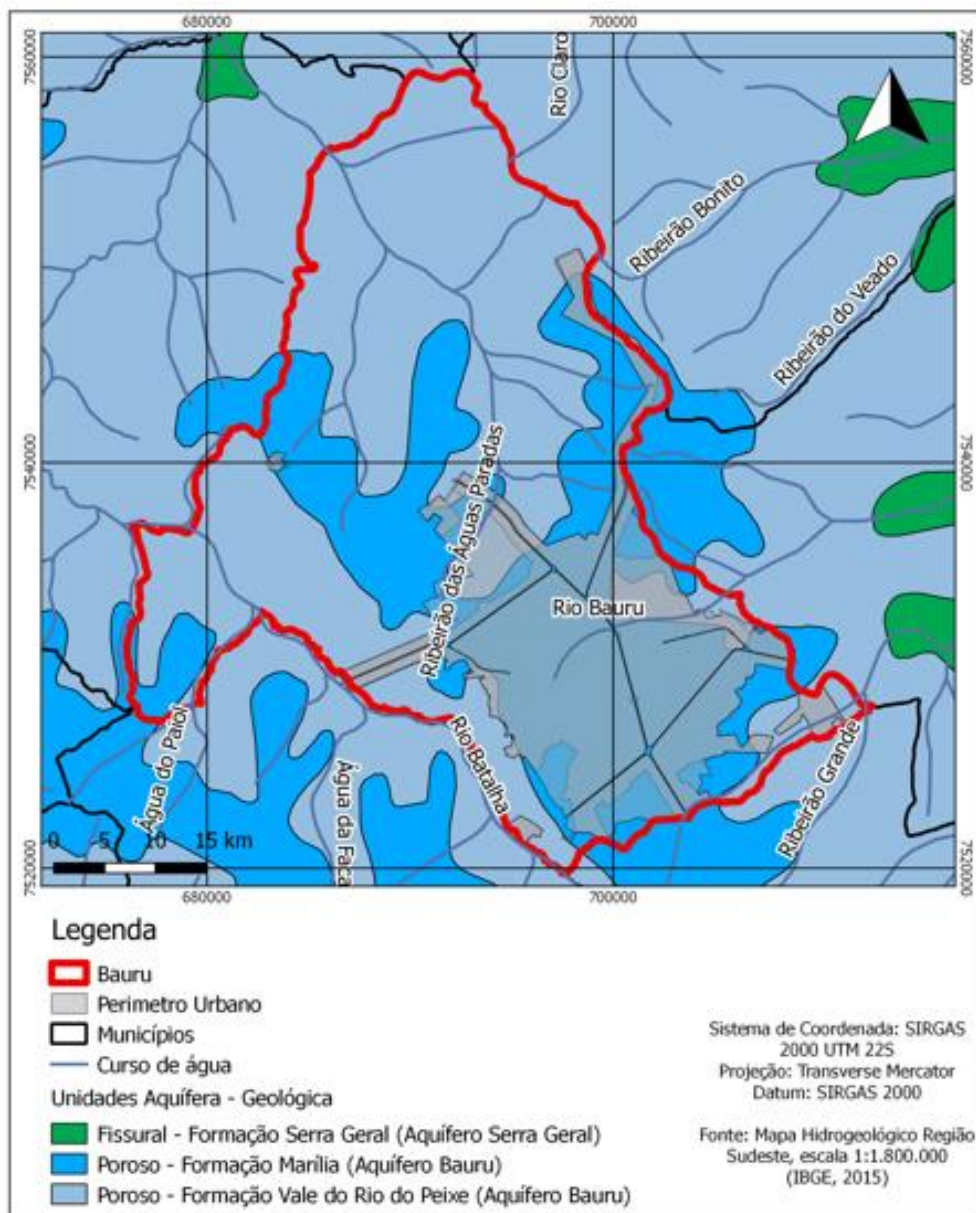 680000
700000
7560000
7560000
Rio Claro
Ribeirão Bonito
Ribeirão do Veado
7540000
7540000
Ribeirão das Águas Paradas
Rio Bauru
Água do Paiol
Água da Faca
Rio Batalha
Ribeirão Grande
0 5 10 15 km
7520000
7520000
680000
700000
Legenda
Bauru
Perimetro Urbano
Municípios
Curso de água
Unidades Aquífera - Geológica
Fissural - Formação Serra Geral (Aquífero Serra Geral)
Poroso - Formação Marília (Aquífero Bauru)
Poroso - Formação Vale do Rio do Peixe (Aquífero Bauru)
Sistema de Coordenada: SIRGAS
2000 UTM 22S
Projeção: Transverse Mercator
Datum: SIRGAS 2000
Fonte: Mapa Hidrogeológico Região
Sudeste, escala 1:1.800.000
(IBGE, 2015)